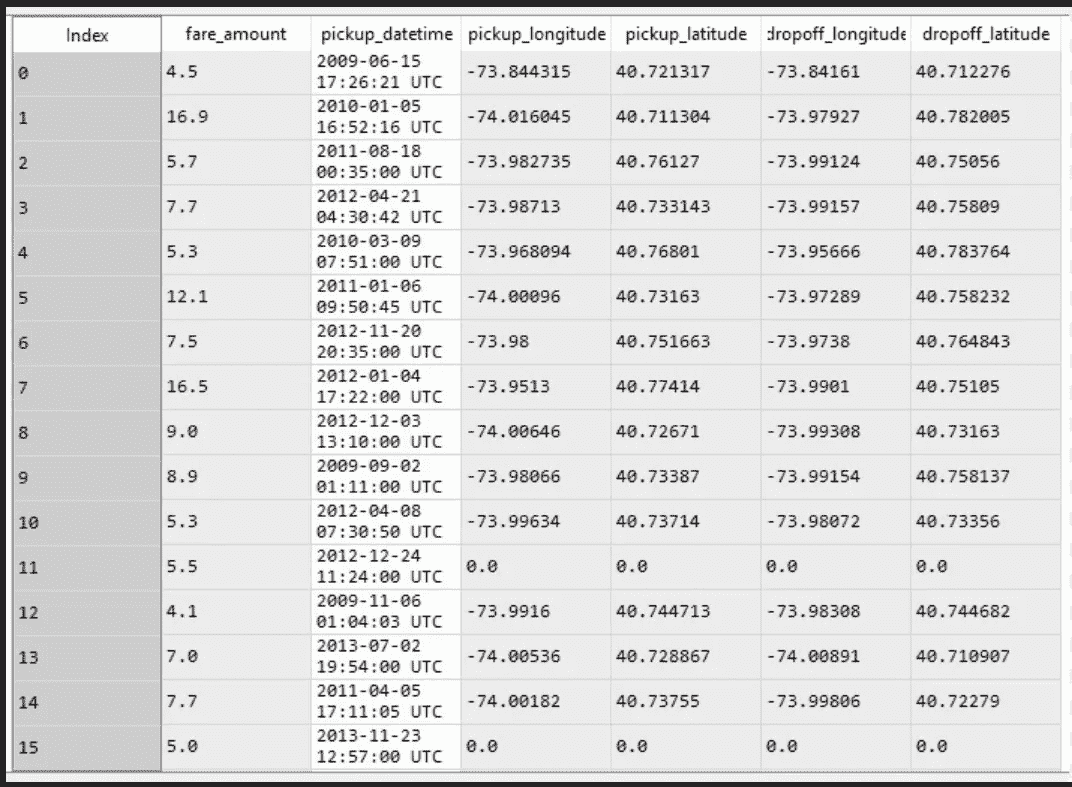 Index fare_amount pickup_datetime pickup_longitude pickup_latitude dropoff_longitude dropoff_latitude
0 4.5 2009-06-15 17:26:21 UTC -73.844315 40.721317 -73.84161 40.712276
1 16.9 2010-01-05 16:52:16 UTC -74.016045 40.711304 -73.97927 40.782005
2 5.7 2011-08-18 00:35:00 UTC -73.982735 40.76127 -73.99124 40.75056
3 7.7 2012-04-21 04:30:42 UTC -73.98713 40.733143 -73.99157 40.75809
4 5.3 2010-03-09 07:51:00 UTC -73.968094 40.76801 -73.95666 40.783764
5 12.1 2011-01-06 09:50:45 UTC -74.00096 40.73163 -73.97289 40.758232
6 7.5 2012-11-20 20:35:00 UTC -73.98 40.751663 -73.9738 40.764843
7 16.5 2012-01-04 17:22:00 UTC -73.9513 40.77414 -73.9901 40.75105
8 9.0 2012-12-03 13:10:00 UTC -74.00646 40.72671 -73.99308 40.73163
9 8.9 2009-09-02 01:11:00 UTC -73.98066 40.73387 -73.99154 40.758137
10 5.3 2012-04-08 07:30:50 UTC -73.99634 40.73714 -73.98072 40.73356
11 5.5 2012-12-24 11:24:00 UTC 0.0 0.0 0.0 0.0
12 4.1 2009-11-06 01:04:03 UTC -73.9916 40.744713 -73.98308 40.744682
13 7.0 2013-07-02 19:54:00 UTC -74.00536 40.728867 -74.00891 40.710907
14 7.7 2011-04-05 17:11:05 UTC -74.00182 40.73755 -73.99806 40.72279
15 5.0 2013-11-23 12:57:00 UTC 0.0 0.0 0.0 0.0